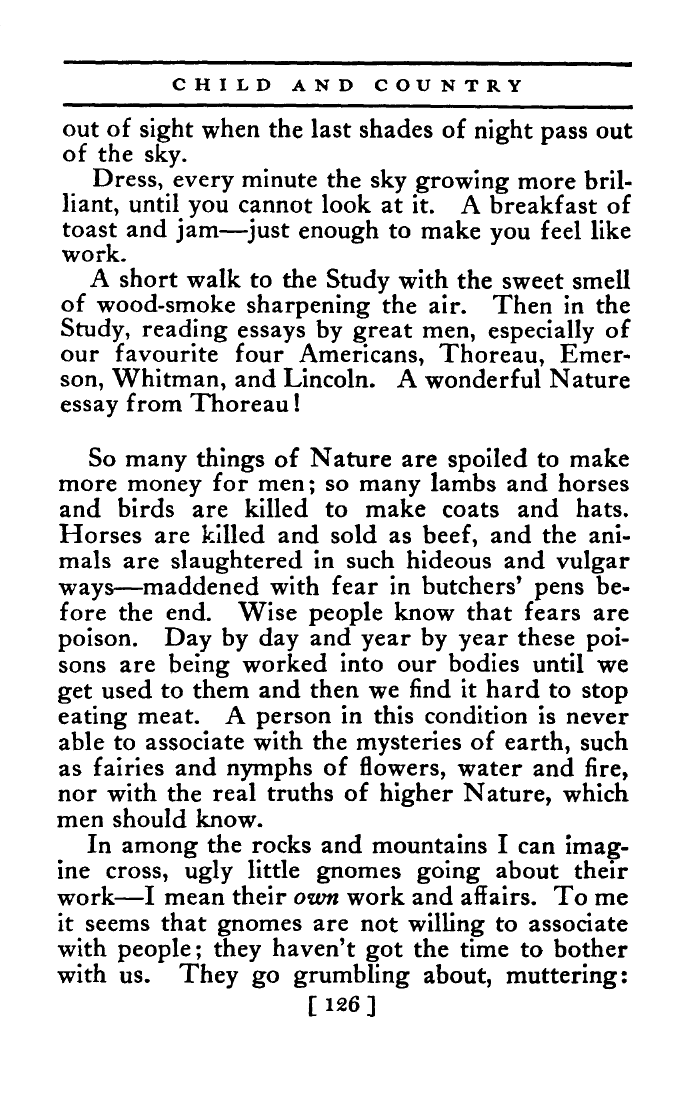 CHILD AND COUNTRY
out of sight when the last shades of night pass out
of the sky.
Dress, every minute the sky growing more bril-
liant, until you cannot look at it. A breakfast of
toast and jam—just enough to make you feel like
work.
A short walk to the Study with the sweet smell
of wood-smoke sharpening the air. Then in the
Study, reading essays by great men, especially of
our favourite four Americans, Thoreau, Emer-
son, Whitman, and Lincoln. A wonderful Nature
essay from Thoreau!
So many things of Nature are spoiled to make
more money for men; so many lambs and horses
and birds are killed to make coats and hats.
Horses are killed and sold as beef, and the ani-
mals are slaughtered in such hideous and vulgar
ways—maddened with fear in butchers' pens be-
fore the end. Wise people know that fears are
poison. Day by day and year by year these poi-
sons are being worked into our bodies until we
get used to them and then we find it hard to stop
eating meat. A person in this condition is never
able to associate with the mysteries of earth, such
as fairies and nymphs of flowers, water and fire,
nor with the real truths of higher Nature, which
men should know.
In among the rocks and mountains I can imag-
ine cross, ugly little gnomes going about their
work—I mean their own work and affairs. To me
it seems that gnomes are not willing to associate
with people; they haven't got the time to bother
with us. They go grumbling about, muttering:
[ 126 ]